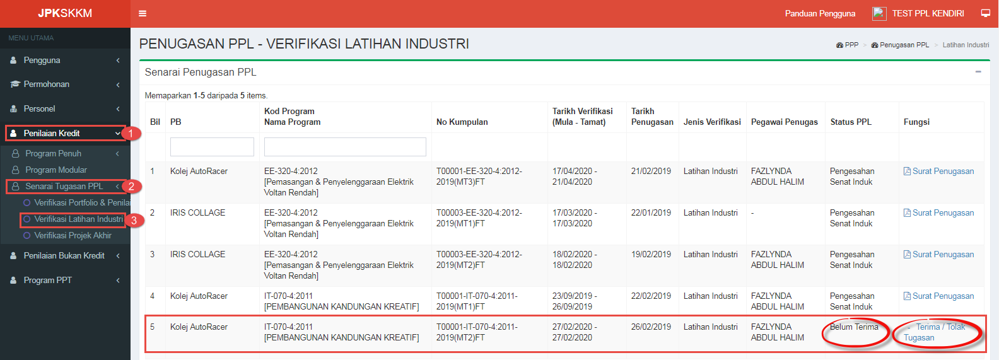 JPKSKKM
Panduan Pengguna
TEST PPL KENDIRI
MENU UTAMA
Pengguna
Permohonan
Personel
Penilaian Kredit
1
Program Penuh
Program Modular
Senarai Tugasan PPL
2
Verifikasi Portfolio & Penilai
Verifikasi Latihan Industri
3
Verifikasi Projek Akhir
Penilaian Bukan Kredit
Program PPT
PENUGASAN PPL - VERIFIKASI LATIHAN INDUSTRI
PPP > Penugasan PPL > Latihan Industri
Senarai Penugasan PPL
Memaparkan 1-5 daripada 5 items.
Bil
PB
Kod Program
Nama Program
No Kumpulan
Tarikh Verifikasi
(Mula - Tamat)
Tarikh
Penugasan
Jenis Verifikasi
Pegawai Penugas
Status PPL
Fungsi
1
Kolej AutoRacer
EE-320-4:2012
[Pemasangan & Penyelenggaraan Elektrik
Voltan Rendah]
T00001-EE-320-4:2012-
2019(MT3)FT
17/04/2020 -
21/04/2020
21/02/2019
Latihan Industri
FAZLYNDA
ABDUL HALIM
Pengesahan
Senat Induk
Surat Penugasan
2
IRIS COLLAGE
EE-320-4:2012
[Pemasangan & Penyelenggaraan Elektrik
Voltan Rendah]
T00003-EE-320-4:2012-
2019(MT1)FT
17/03/2020 -
17/03/2020
22/01/2019
Latihan Industri
-
Pengesahan
Senat Induk
Surat Penugasan
3
IRIS COLLAGE
EE-320-4:2012
[Pemasangan & Penyelenggaraan Elektrik
Voltan Rendah]
T00003-EE-320-4:2012-
2019(MT2)FT
18/02/2020 -
18/02/2020
19/02/2019
Latihan Industri
FAZLYNDA
ABDUL HALIM
Pengesahan
Senat Induk
Surat Penugasan
4
Kolej AutoRacer
IT-070-4:2011
[PEMBANGUNAN KANDUNGAN KREATIF]
T00001-IT-070-4:2011-
2019(MT1)FT
23/09/2019 -
26/09/2019
22/02/2019
Latihan Industri
FAZLYNDA
ABDUL HALIM
Pengesahan
Senat Induk
Surat Penugasan
5
Kolej AutoRacer
IT-070-4:2011
[PEMBANGUNAN KANDUNGAN KREATIF]
T00001-IT-070-4:2011-
2019(MT2)FT
27/02/2020 -
27/02/2020
26/02/2019
Latihan Industri
FAZLYNDA
ABDUL HALIM
Belum Terima
- Terima / Tolak
Tugasan